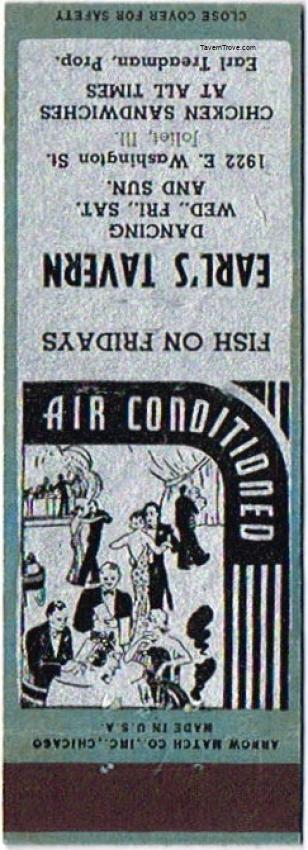 TavernTrove.com
CLOSE COVER FOR SAFETY
FISH ON FRIDAYS
EARL'S TAVERN
DANCING
WED., FRI., SAT.
AND SUN.
1922 E. Washington St.
Joliet, Ill.
CHICKEN SANDWICHES
AT ALL TIMES
Earl Treadman, Prop.
AIR CONDITIONED
ARROW MATCH CO., INC., CHICAGO
MADE IN U.S.A.